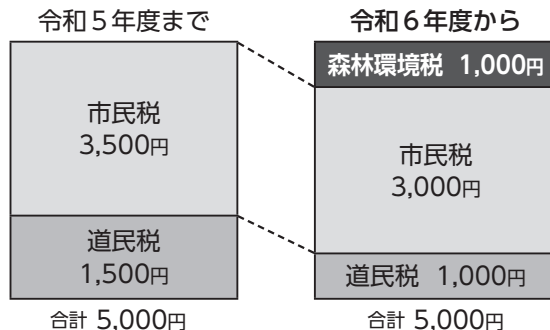 令和５年度まで
市民税
3,500円
道民税
1,500円
合計 5,000円
令和６年度から
森林環境税 1,000円
市民税
3,000円
道民税 1,000円
合計 5,000円